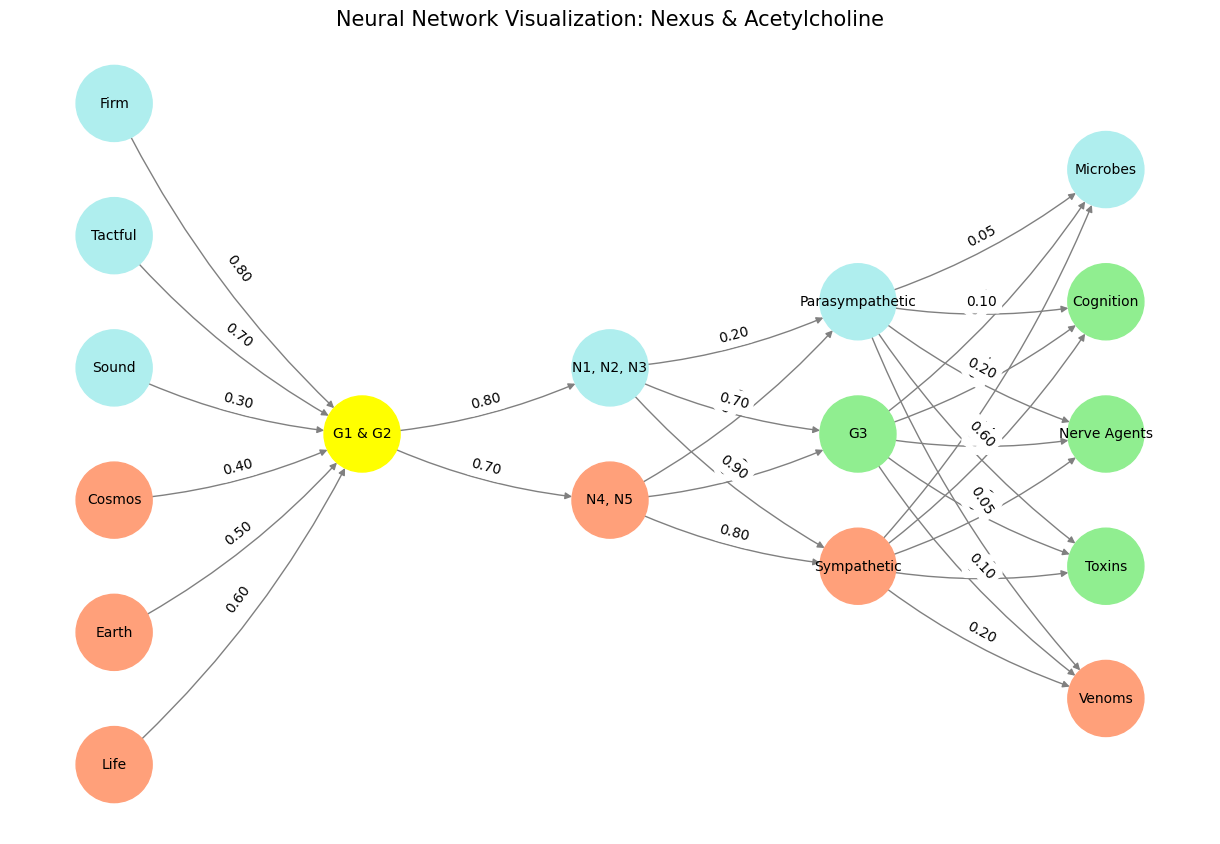 Neural Network Visualization: Nexus & Acetylcholine
Firm
Tactful
Sound
Cosmos
Earth
Life
0.80
0.70
0.30
0.40
0.50
0.60
G1 & G2
0.80
0.70
N1, N2, N3
N4, N5
0.20
0.70
0.90
0.80
Parasympathetic
G3
Sympathetic
0.05
0.10
0.20
0.60
0.05
0.10
0.20
Microbes
Cognition
Nerve Agents
Toxins
Venoms